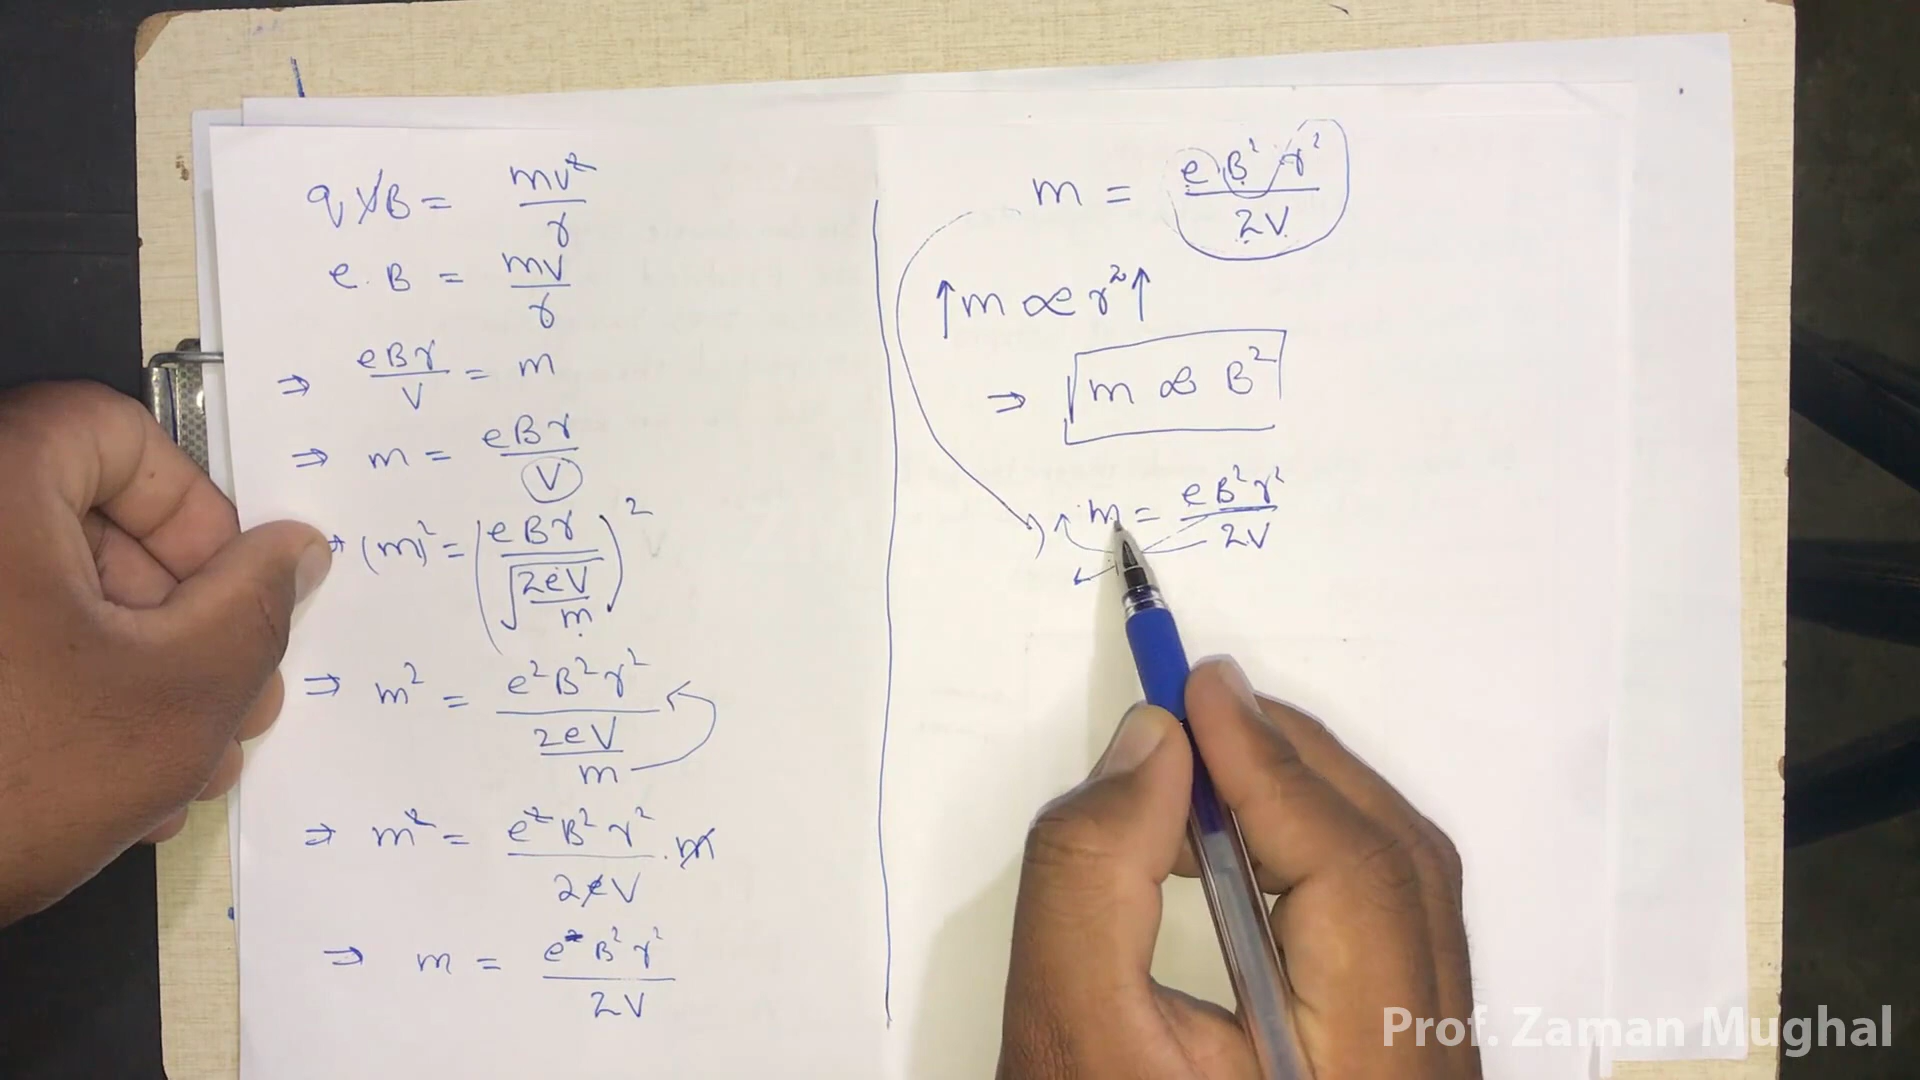 qvB = mv²/r
e.B = mv/r
⇒ eBr/v = m
⇒ m = eBr/v
⇒ (m)² = (eBr/√(2eV/m))²
⇒ m² = e²B²r²/(2eV/m)
⇒ m² = e²B²r²/2eV .m
⇒ m = e²B²r²/2V
m = eB²r²/2V
↑m ∝ r²↑
⇒ m ∝ B²
m = eB²r²/2V
Prof. Zaman Mughal